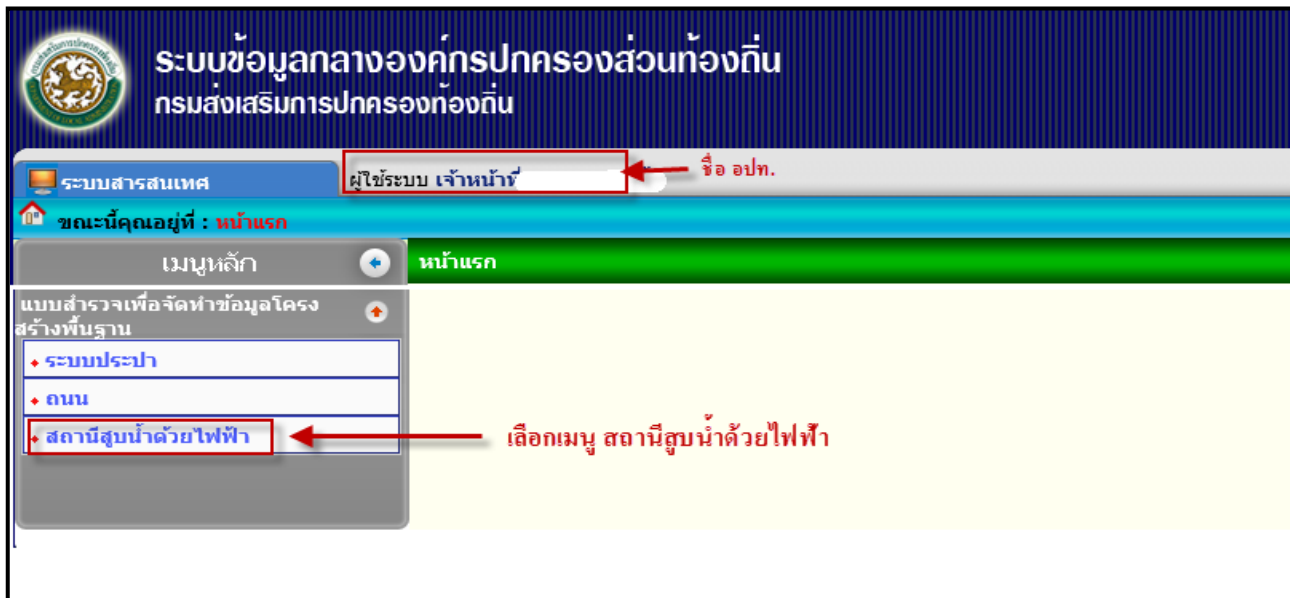 ระบบข้อมูลกลางองค์กรปกครองส่วนท้องถิ่น
กรมส่งเสริมการปกครองท้องถิ่น
ระบบสารสนเทศ
ผู้ใช้ระบบ เจ้าหน้าที่
ชื่อ อปท.
ขณะนี้คุณอยู่ที่ : หน้าแรก
เมนูหลัก
หน้าแรก
แบบสำรวจเพื่อจัดทำข้อมูลโครง
สร้างพื้นฐาน
ระบบประปา
ถนน
สถานีสูบน้ำด้วยไฟฟ้า
เลือกเมนู สถานีสูบน้ำด้วยไฟฟ้า